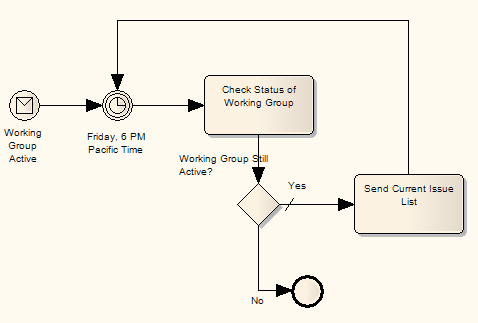 Check Status of
Working Group
Working
Group
Active
Friday, 6 PM
Pacific Time
Working Group Still
Active?
Yes
Send Current Issue
List
No